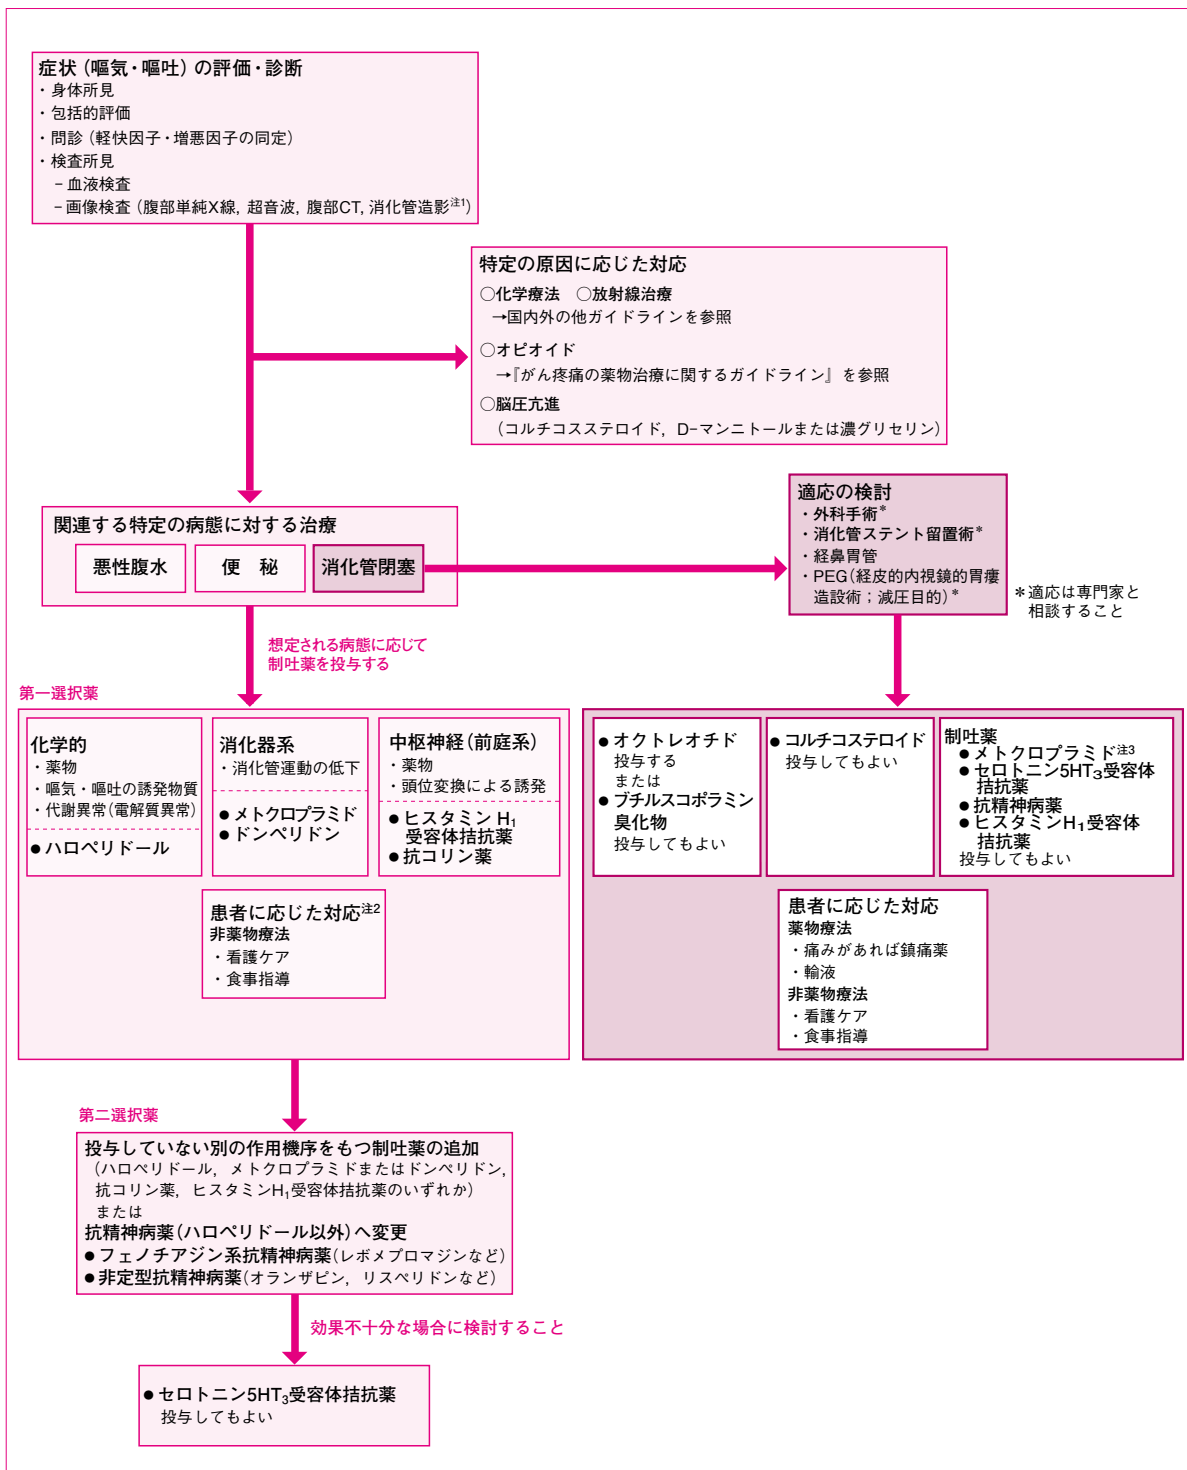 症状（嘔気・嘔吐）の評価・診断
・身体所見
・包括的評価
・問診（軽快因子・増悪因子の同定）
・検査所見
－血液検査
－画像検査（腹部単純X線，超音波，腹部CT，消化管造影注1）
特定の原因に応じた対応
○化学療法　○放射線治療
→国内外の他ガイドラインを参照
○オピオイド
→『がん疼痛の薬物治療に関するガイドライン』を参照
○脳圧亢進
（コルチコスステロイド，D-マンニトールまたは濃グリセリン）
関連する特定の病態に対する治療
悪性腹水
便　秘
消化管閉塞
適応の検討
・外科手術＊
・消化管ステント留置術＊
・経鼻胃管
・PEG（経皮的内視鏡的胃瘻
造設術；減圧目的）＊
＊適応は専門家と
相談すること
想定される病態に応じて
制吐薬を投与する
第一選択薬
化学的
・薬物
・嘔気・嘔吐の誘発物質
・代謝異常（電解質異常）
●ハロペリドール
消化器系
・消化管運動の低下
●メトクロプラミド
●ドンペリドン
中枢神経（前庭系）
・薬物
・頭位変換による誘発
●ヒスタミン H₁
受容体拮抗薬
●抗コリン薬
患者に応じた対応注2
非薬物療法
・看護ケア
・食事指導
●オクトレオチド
投与する
または
●ブチルスコポラミン
臭化物
投与してもよい
●コルチコステロイド
投与してもよい
制吐薬
●メトクロプラミド注3
●セロトニン5HT₃受容体
拮抗薬
●抗精神病薬
●ヒスタミンH₁受容体
拮抗薬
投与してもよい
患者に応じた対応
薬物療法
・痛みがあれば鎮痛薬
・輸液
非薬物療法
・看護ケア
・食事指導
第二選択薬
投与していない別の作用機序をもつ制吐薬の追加
（ハロペリドール，メトクロプラミドまたはドンペリドン，
抗コリン薬，ヒスタミンH₁受容体拮抗薬のいずれか）
または
抗精神病薬（ハロペリドール以外）へ変更
●フェノチアジン系抗精神病薬（レボメプロマジンなど）
●非定型抗精神病薬（オランザピン，リスペリドンなど）
効果不十分な場合に検討すること
●セロトニン5HT₃受容体拮抗薬
投与してもよい